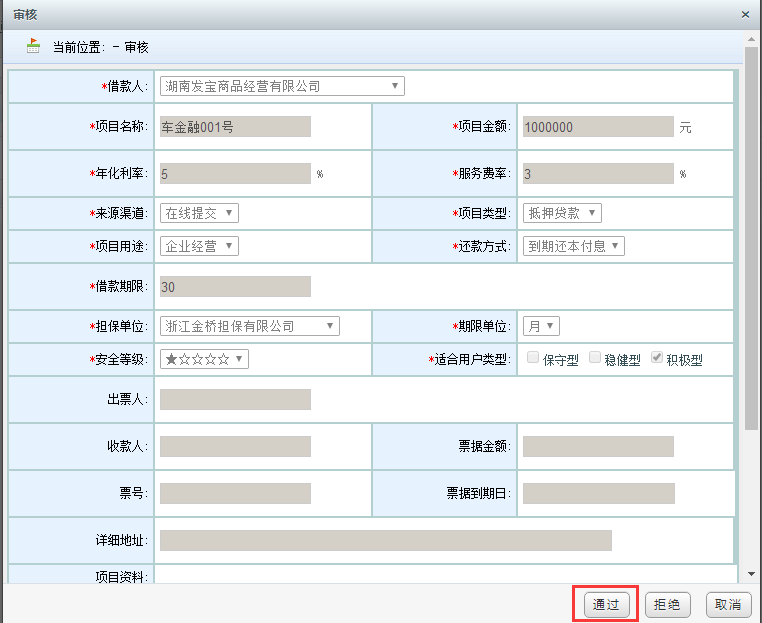 审核
当前位置: - 审核
*借款人: 湖南发宝商品经营有限公司
*项目名称: 车金融001号 *项目金额: 1000000 元
*年化利率: 5 % *服务费率: 3 %
*来源渠道: 在线提交 *项目类型: 抵押贷款
*项目用途: 企业经营 *还款方式: 到期还本付息
*借款期限: 30
*担保单位: 浙江金桥担保有限公司 *期限单位: 月
*安全等级: ★☆☆☆☆ *适合用户类型: 保守型 稳健型 积极型
出票人:
收款人: 票据金额:
票号: 票据到期日:
详细地址:
项目资料:
通过 拒绝 取消